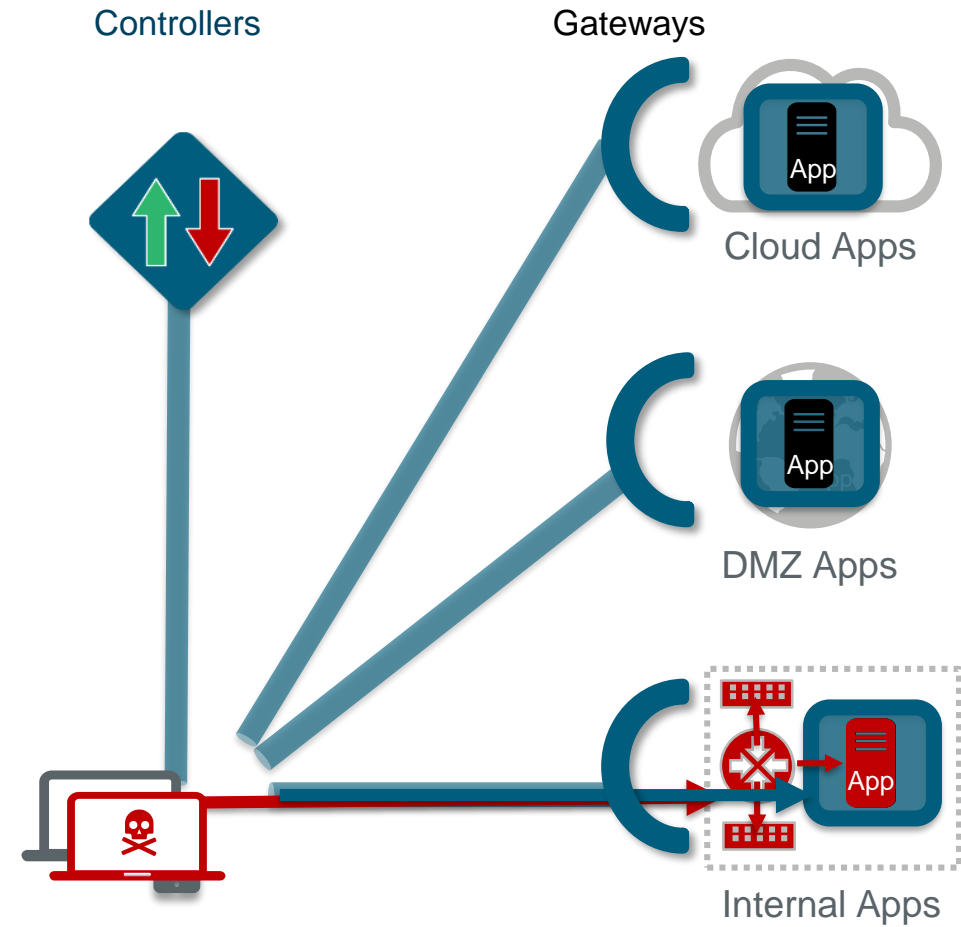 Controllers
Gateways
App
Cloud Apps
App
DMZ Apps
App
Internal Apps